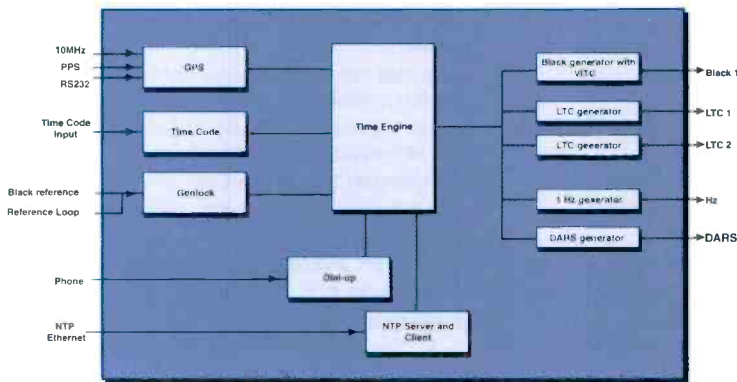 10MHz
PPS
RS232
GPS
Time Code
Input
Time Code
Black reference
Reference Loop
Genlock
Phone
Dial-up
NTP
Ethernet
NTP Server and
Client
Time Engine
Black generator with
VITC
Black 1
LTC generator
LTC 1
LTC generator
LTC 2
1 Hz generator
Hz
DARS generator
DARS